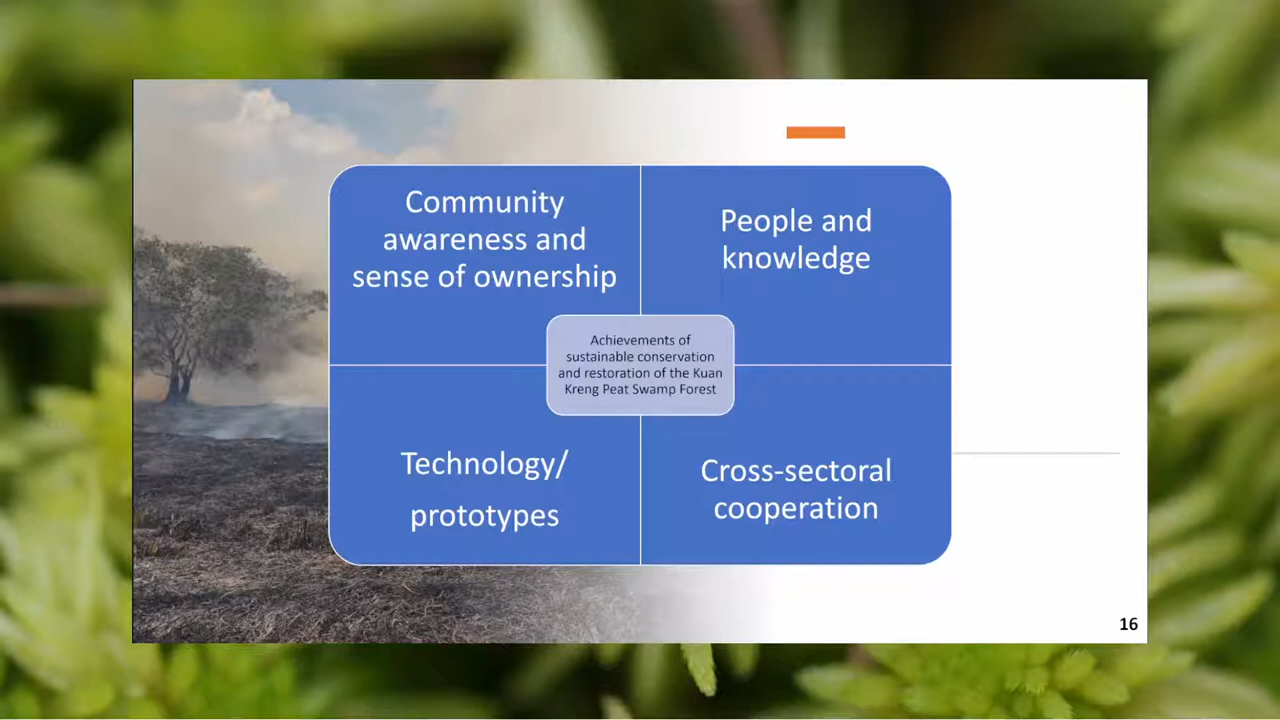 Community
awareness and
sense of ownership
People and
knowledge
Achievements of
sustainable conservation
and restoration of the Kuan
Kreng Peat Swamp Forest
Technology/
prototypes
Cross-sectoral
cooperation
16